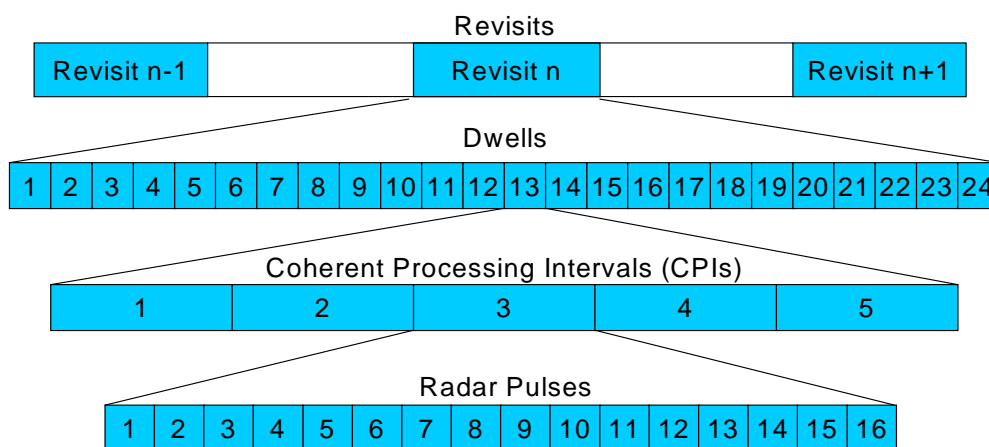 Revisits
Revisit n-1 Revisit n Revisit n+1
Dwells
1 2 3 4 5 6 7 8 9 10 11 12 13 14 15 16 17 18 19 20 21 22 23 24
Coherent Processing Intervals (CPIs)
1 2 3 4 5
Radar Pulses
1 2 3 4 5 6 7 8 9 10 11 12 13 14 15 16